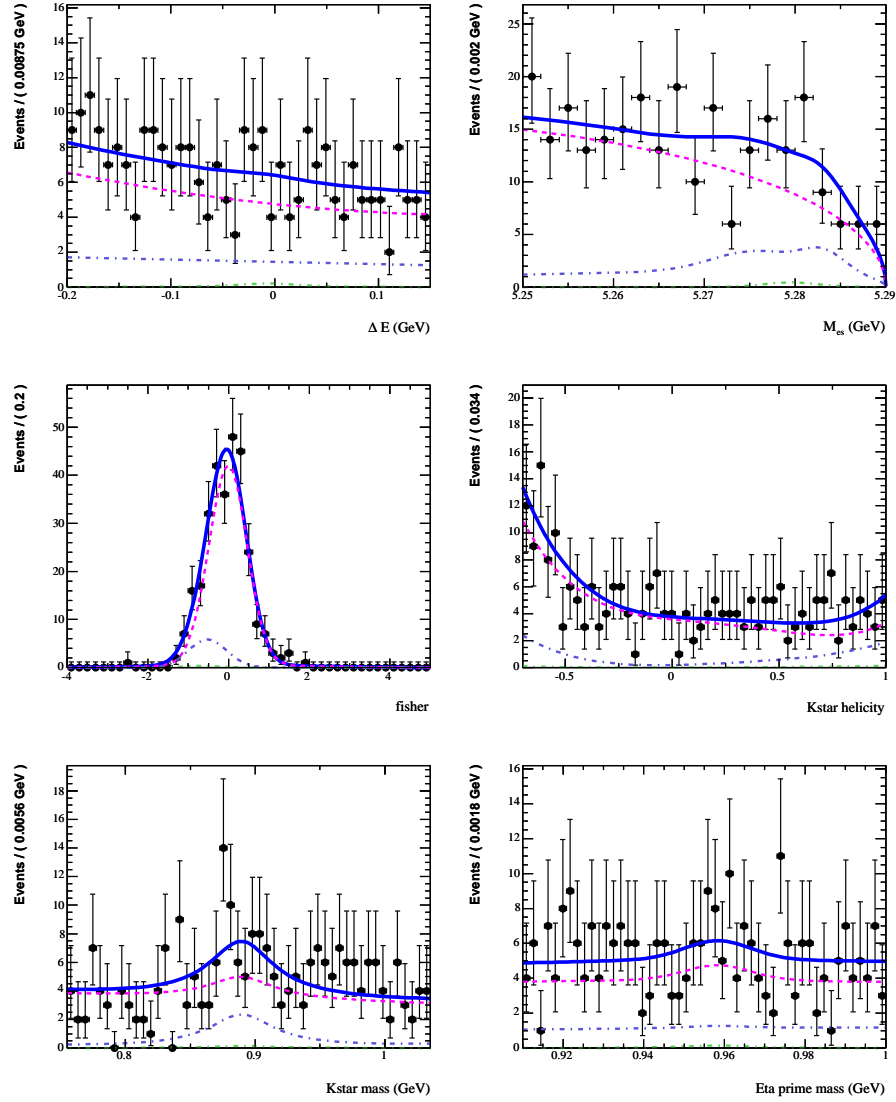 Events / ( 0.00875 GeV )
16
14
12
10
8
6
4
2
0
-0.2 -0.1 0 0.1
Δ E (GeV)
Events / ( 0.002 GeV )
25
20
15
10
5
0
5.25 5.26 5.27 5.28 5.29
M_es (GeV)
Events / ( 0.2 )
50
40
30
20
10
0
-4 -2 0 2 4
fisher
Events / ( 0.034 )
20
18
16
14
12
10
8
6
4
2
0
-0.5 0 0.5 1
Kstar helicity
Events / ( 0.0056 GeV )
18
16
14
12
10
8
6
4
2
0
0.8 0.9 1
Kstar mass (GeV)
Events / ( 0.0018 GeV )
16
14
12
10
8
6
4
2
0
0.92 0.94 0.96 0.98 1
Eta prime mass (GeV)